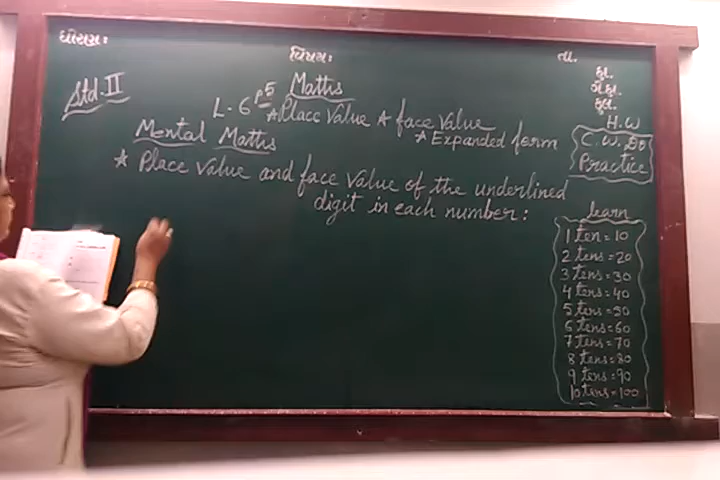 ધોરણઃ
વિષયઃ
તા.
Std-II
Maths
L-6 p5 * Place Value * face Value
* Expanded form
Mental Maths
* Place Value and face Value of the underlined
digit in each number:
H.W
C.W, Do
Practice
learn
1 ten = 10
2 tens = 20
3 tens = 30
4 tens = 40
5 tens = 50
6 tens = 60
7 tens = 70
8 tens = 80
9 tens = 90
10 tens = 100